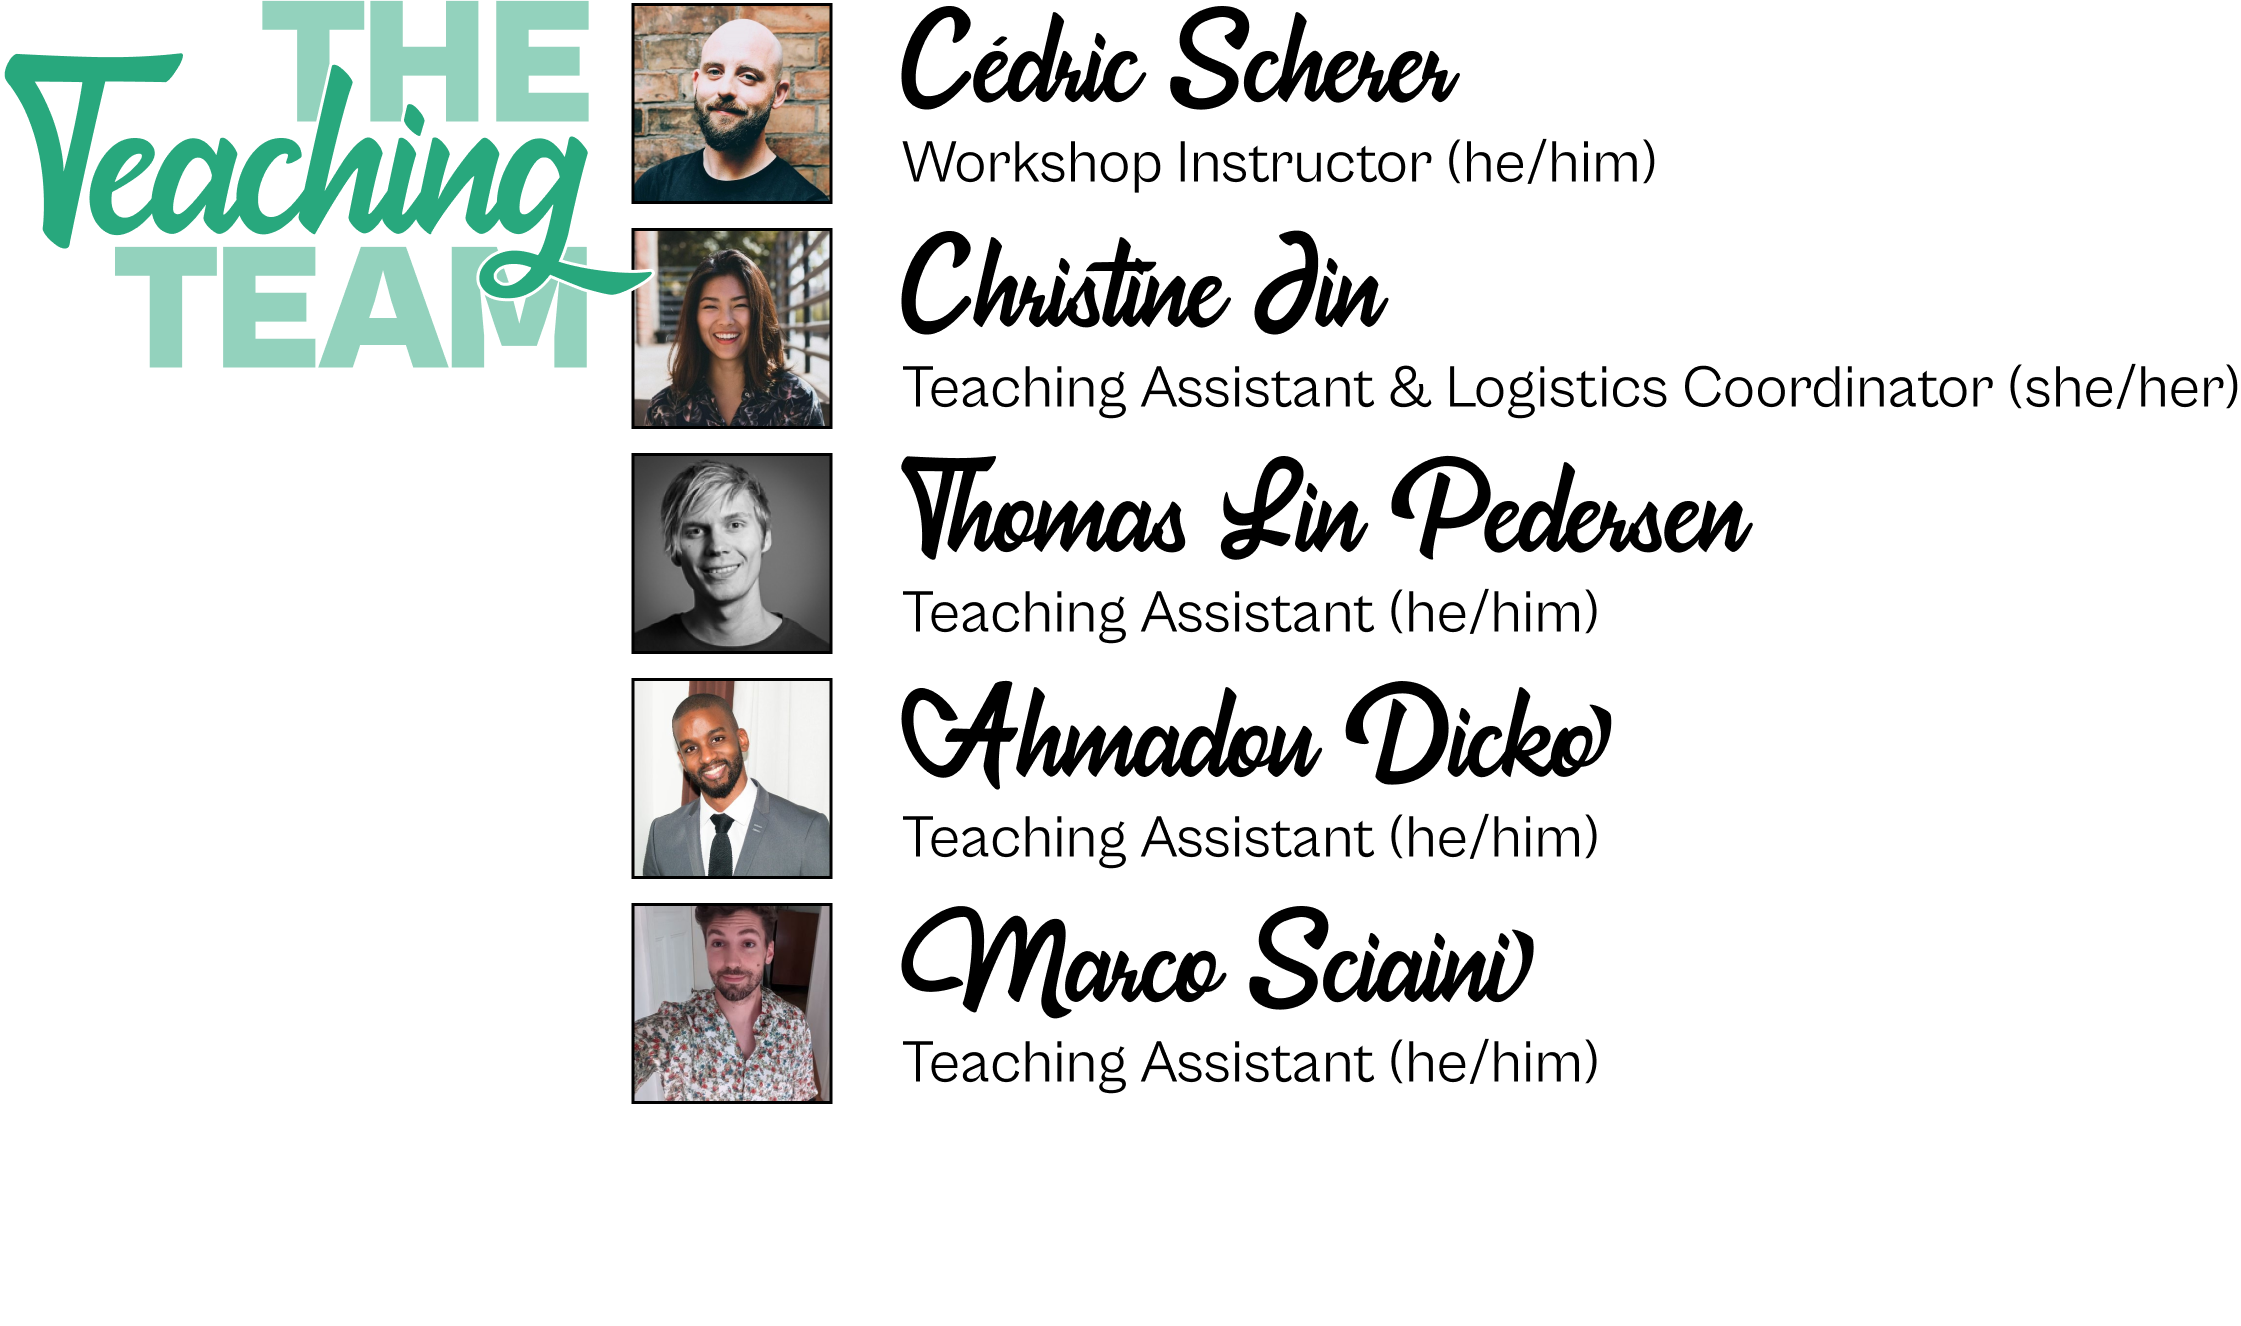 THE
Teaching
TEAM
Cédric Scherer
Workshop Instructor (he/him)
Christine Jin
Teaching Assistant & Logistics Coordinator (she/her)
Thomas Lin Pedersen
Teaching Assistant (he/him)
Ahmadou Dicko
Teaching Assistant (he/him)
Marco Sciaini
Teaching Assistant (he/him)